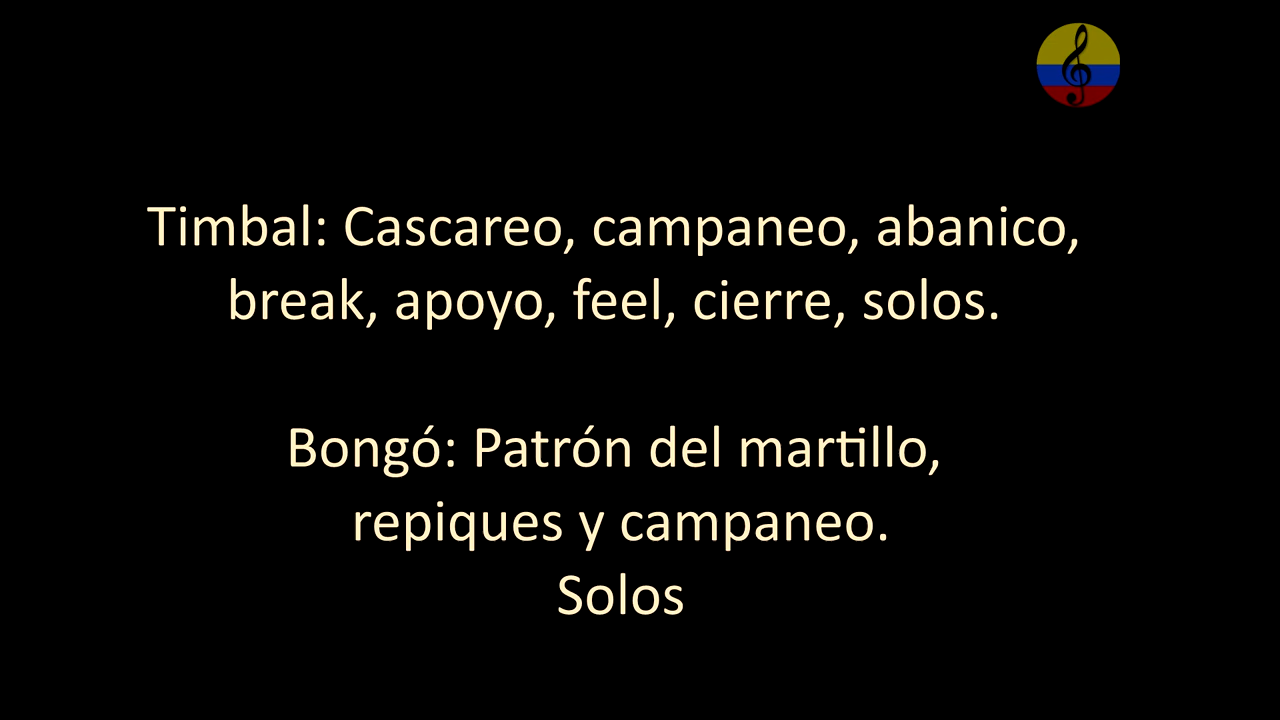 Timbal: Cascareo, campaneo, abanico,
break, apoyo, feel, cierre, solos.
Bongó: Patrón del martillo,
repiques y campaneo.
Solos